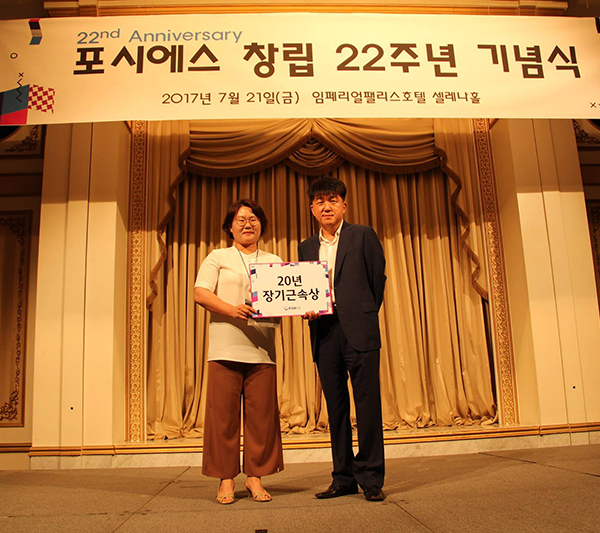 22nd Anniversary
포시에스 창립 22주년 기념식
2017년 7월 21일(금) 임페리얼팰리스호텔 셀레나홀
20년
장기근속상